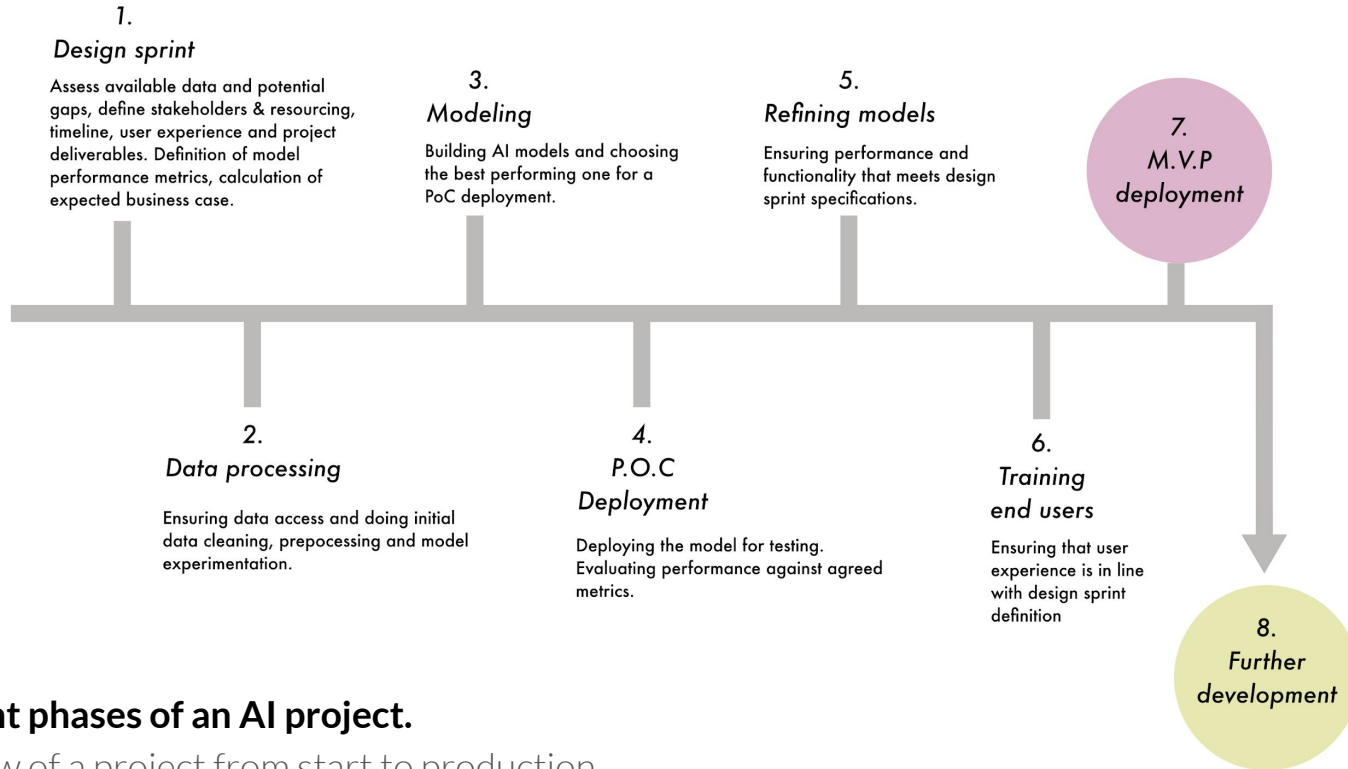 1.
Design sprint
Assess available data and potential
gaps, define stakeholders & resourcing,
timeline, user experience and project
deliverables. Definition of model
performance metrics, calculation of
expected business case.
2.
Data processing
Ensuring data access and doing initial
data cleaning, prepocessing and model
experimentation.
3.
Modeling
Building AI models and choosing
the best performing one for a
PoC deployment.
4.
P.O.C
Deployment
Deploying the model for testing.
Evaluating performance against agreed
metrics.
5.
Refining models
Ensuring performance and
functionality that meets design
sprint specifications.
6.
Training
end users
Ensuring that user
experience is in line
with design sprint
definition
7.
M.V.P
deployment
8.
Further
development
phases of an AI project.
of a project from start to production